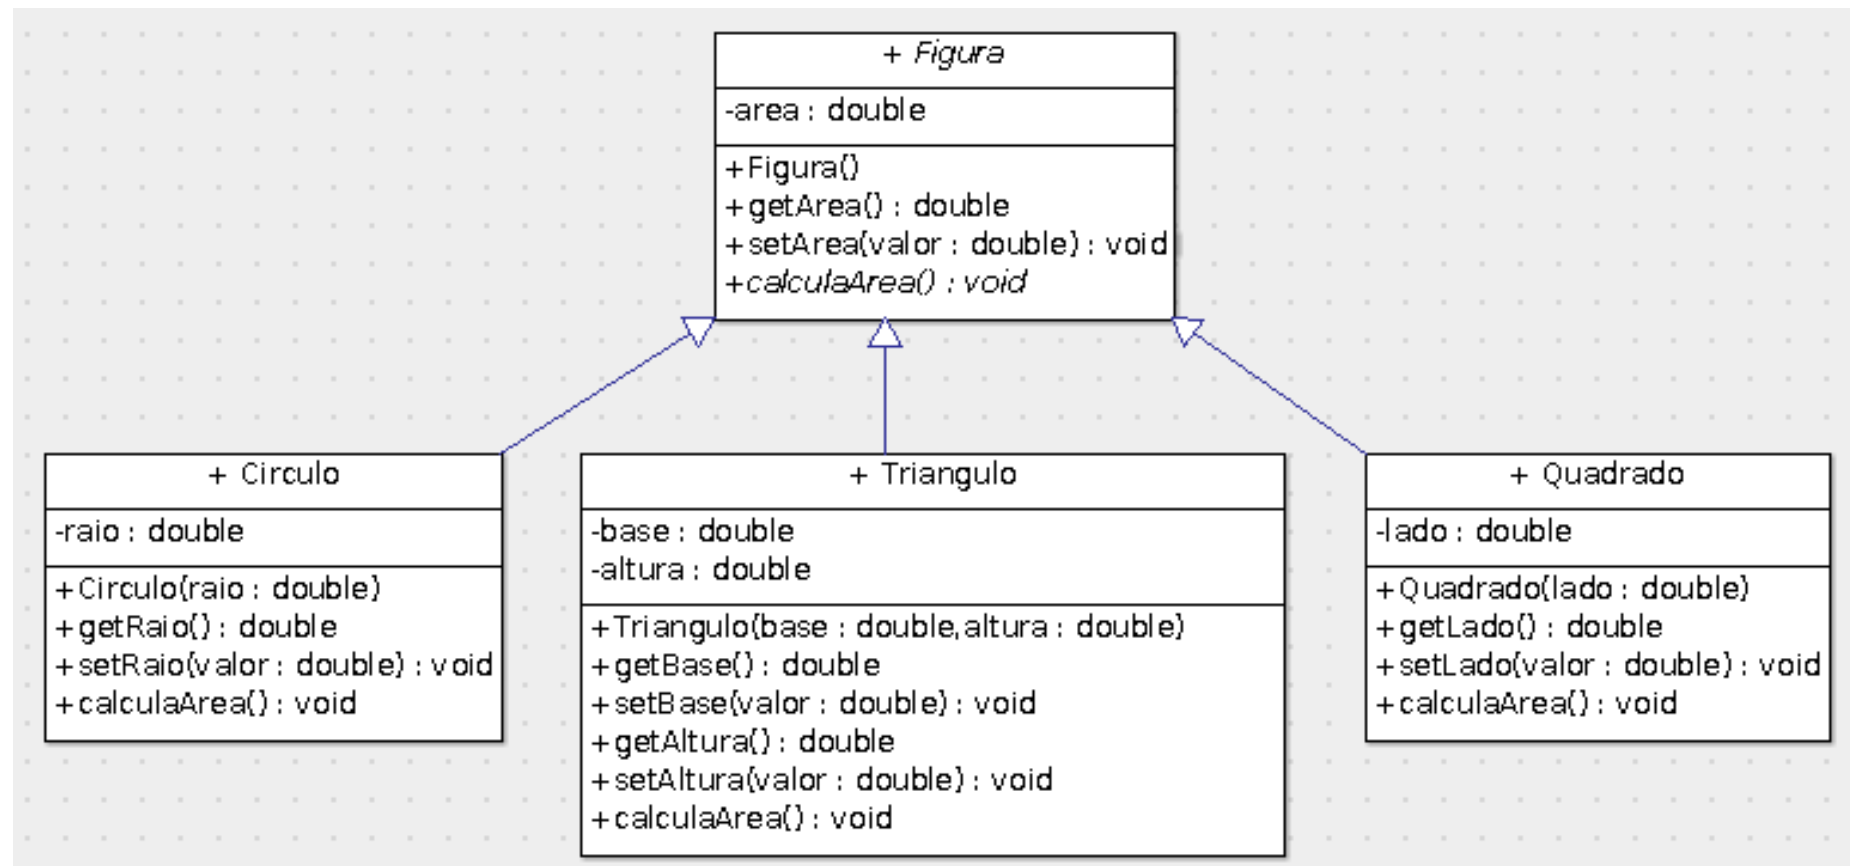 + Figura
-area : double
+Figura()
+getArea() : double
+setArea(valor : double) : void
+calculaArea() : void
+ Circulo
-raio : double
+Circulo(raio : double)
+getRaio() : double
+setRaio(valor : double) : void
+calculaArea() : void
+ Triangulo
-base : double
-altura : double
+Triangulo(base : double,altura : double)
+getBase() : double
+setBase(valor : double) : void
+getAltura() : double
+setAltura(valor : double) : void
+calculaArea() : void
+ Quadrado
-lado : double
+Quadrado(lado : double)
+getLado() : double
+setLado(valor : double) : void
+calculaArea() : void